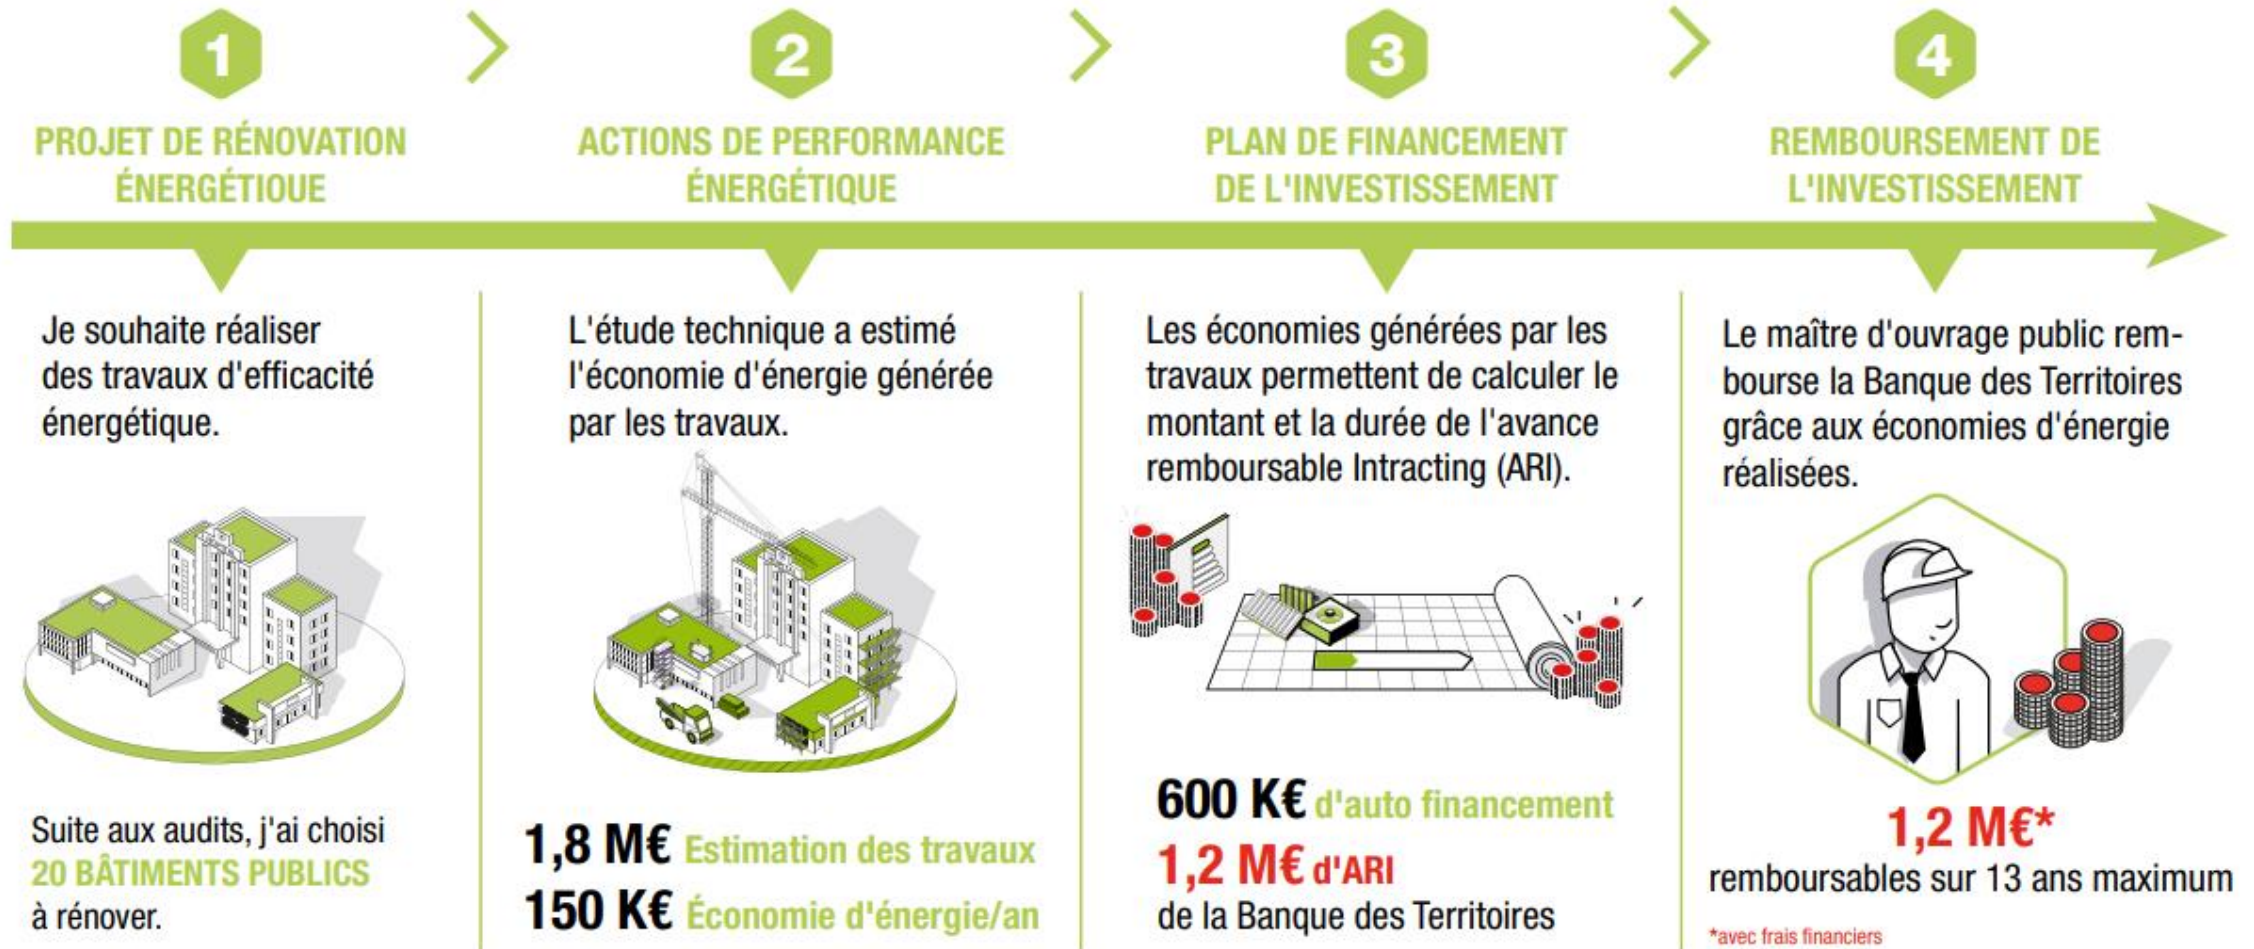 1
PROJET DE RÉNOVATION
ÉNERGÉTIQUE
Je souhaite réaliser
des travaux d'efficacité
énergétique.
Suite aux audits, j'ai choisi
20 BÂTIMENTS PUBLICS
à rénover.
2
ACTIONS DE PERFORMANCE
ÉNERGÉTIQUE
L'étude technique a estimé
l'économie d'énergie générée
par les travaux.
1,8 M€ Estimation des travaux
150 K€ Économie d'énergie/an
3
PLAN DE FINANCEMENT
DE L'INVESTISSEMENT
Les économies générées par les
travaux permettent de calculer le
montant et la durée de l'avance
remboursable Intracting (ARI).
600 K€ d'auto financement
1,2 M€ d'ARI
de la Banque des Territoires
4
REMBOURSEMENT DE
L'INVESTISSEMENT
Le maître d'ouvrage public rem-
bourse la Banque des Territoires
grâce aux économies d'énergie
réalisées.
1,2 M€*
remboursables sur 13 ans maximum
*avec frais financiers